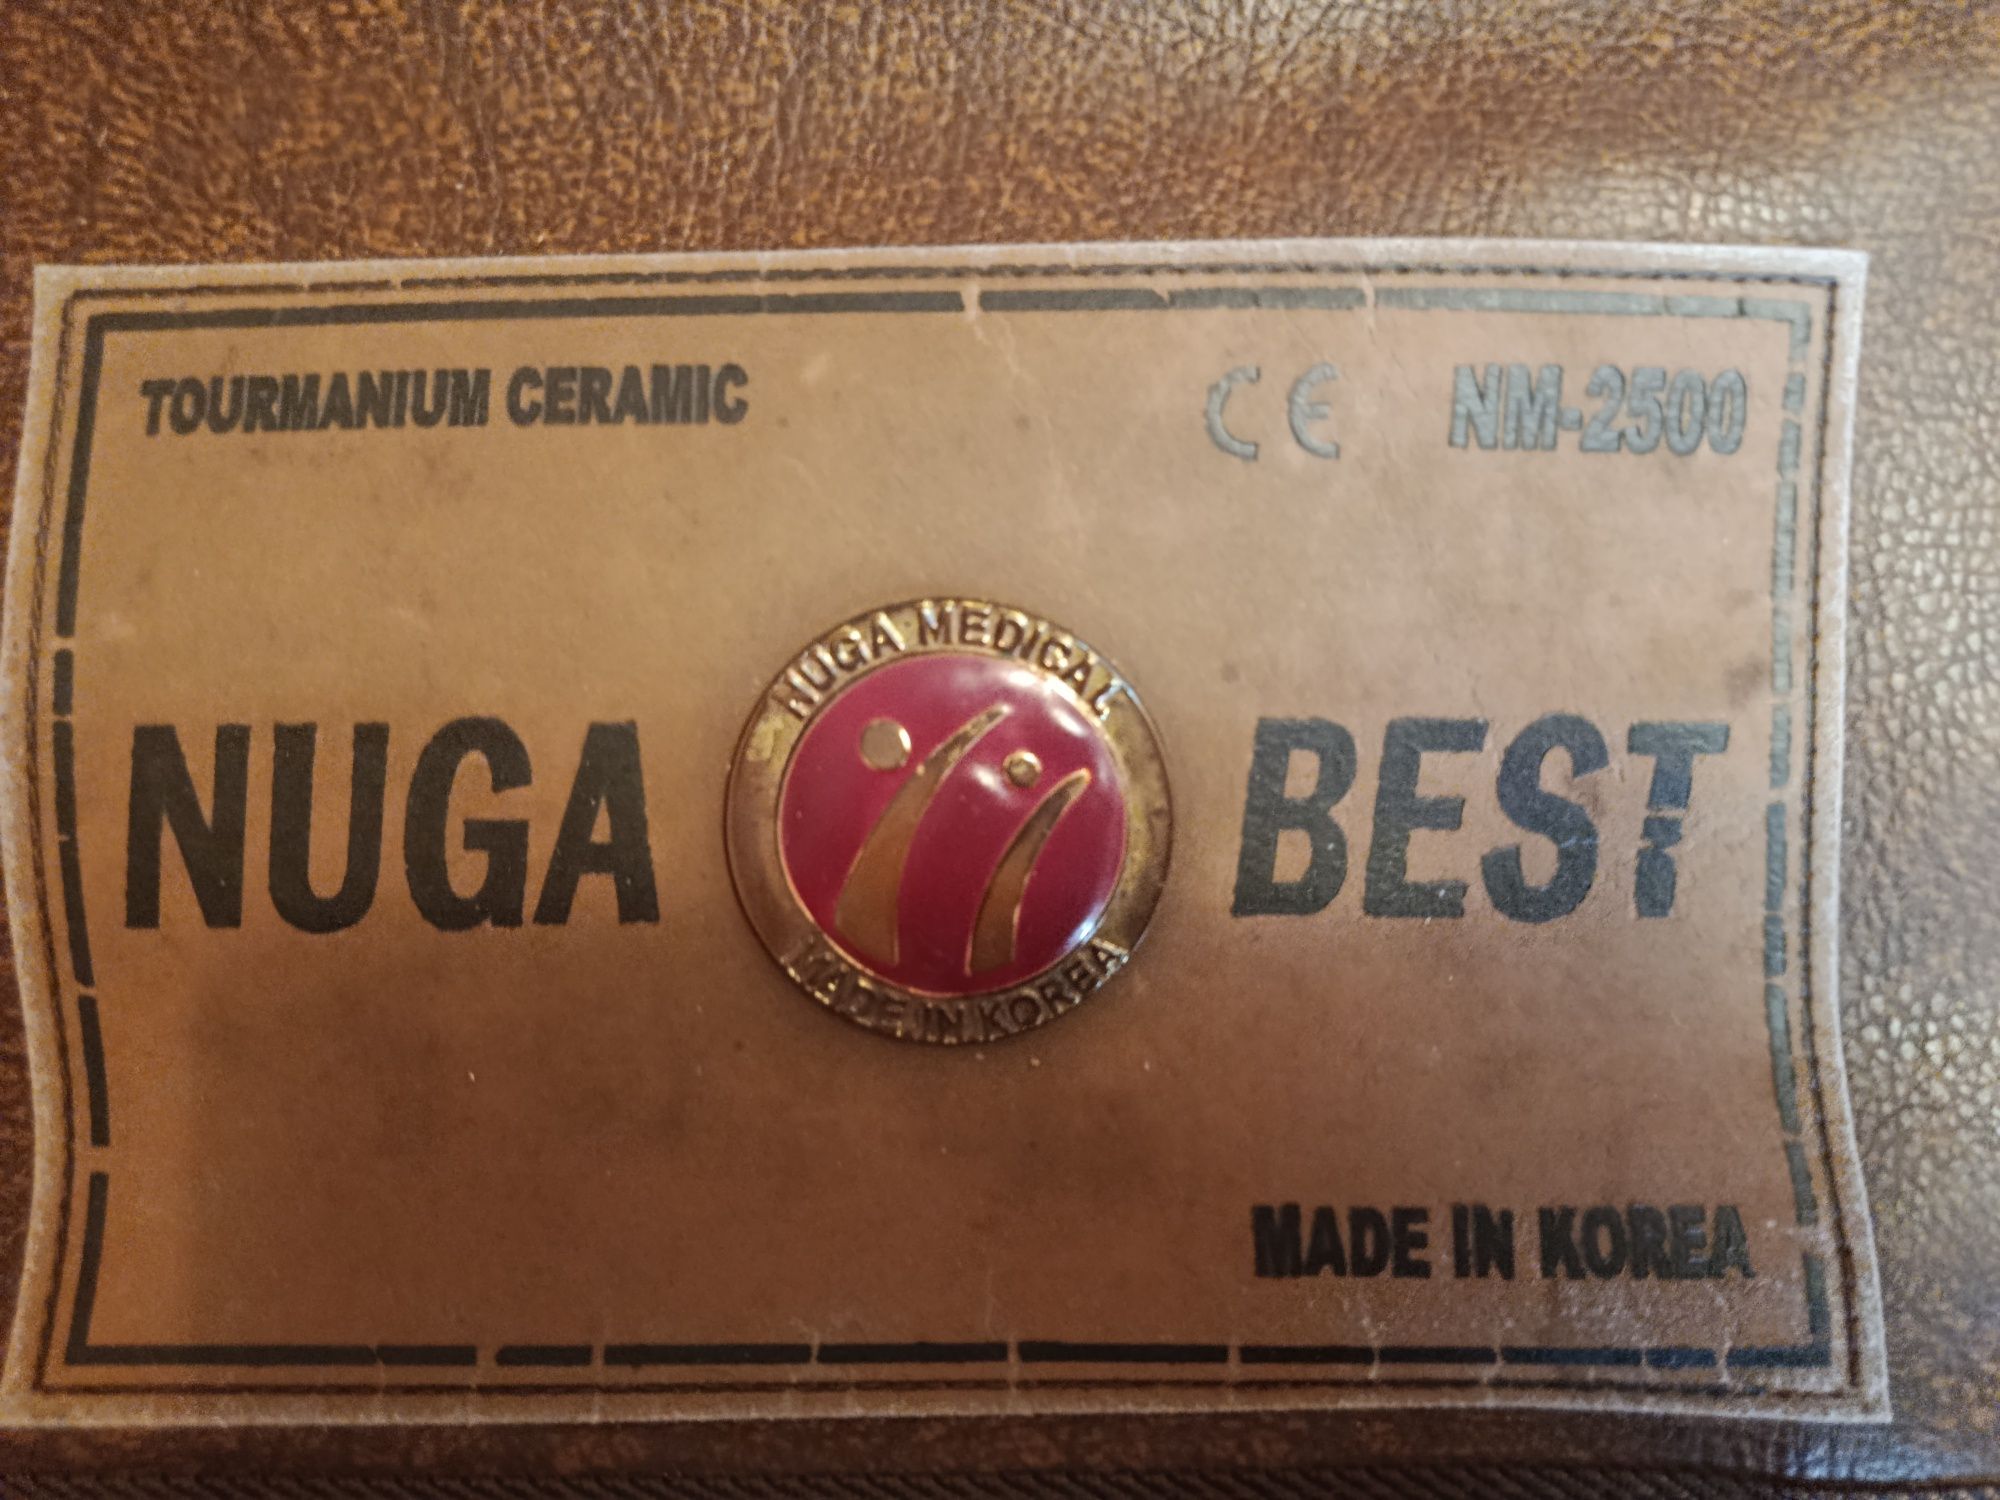 TOURMANIUM CERAMIC
CE NM-2500
NUGA MEDICAL
NUGA BEST
MADE IN KOREA
MADE IN KOREA